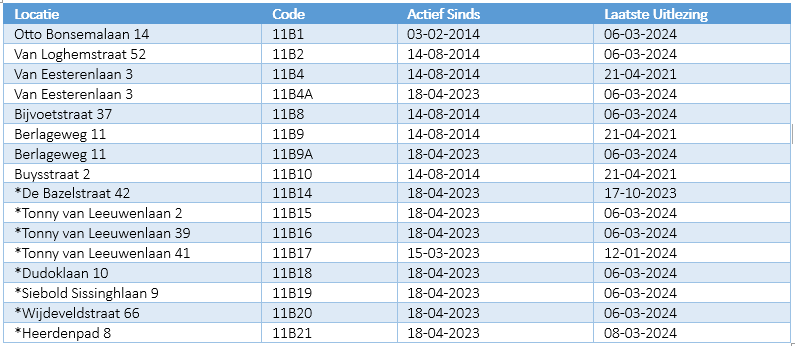 Locatie Code Actief Sinds Laatste Uitlezing
Otto Bonsemalaan 14 11B1 03-02-2014 06-03-2024
Van Loghemstraat 52 11B2 14-08-2014 06-03-2024
Van Eesterenlaan 3 11B4 14-08-2014 21-04-2021
Van Eesterenlaan 3 11B4A 18-04-2023 06-03-2024
Bijvoetstraat 37 11B8 14-08-2014 06-03-2024
Berlageweg 11 11B9 14-08-2014 21-04-2021
Berlageweg 11 11B9A 18-04-2023 06-03-2024
Buysstraat 2 11B10 14-08-2014 21-04-2021
*De Bazelstraat 42 11B14 18-04-2023 17-10-2023
*Tonny van Leeuwenlaan 2 11B15 18-04-2023 06-03-2024
*Tonny van Leeuwenlaan 39 11B16 18-04-2023 06-03-2024
*Tonny van Leeuwenlaan 41 11B17 15-03-2023 12-01-2024
*Dudoklaan 10 11B18 18-04-2023 06-03-2024
*Siebold Sissinghlaan 9 11B19 18-04-2023 06-03-2024
*Wijdeveldstraat 66 11B20 18-04-2023 06-03-2024
*Heerdenpad 8 11B21 18-04-2023 08-03-2024